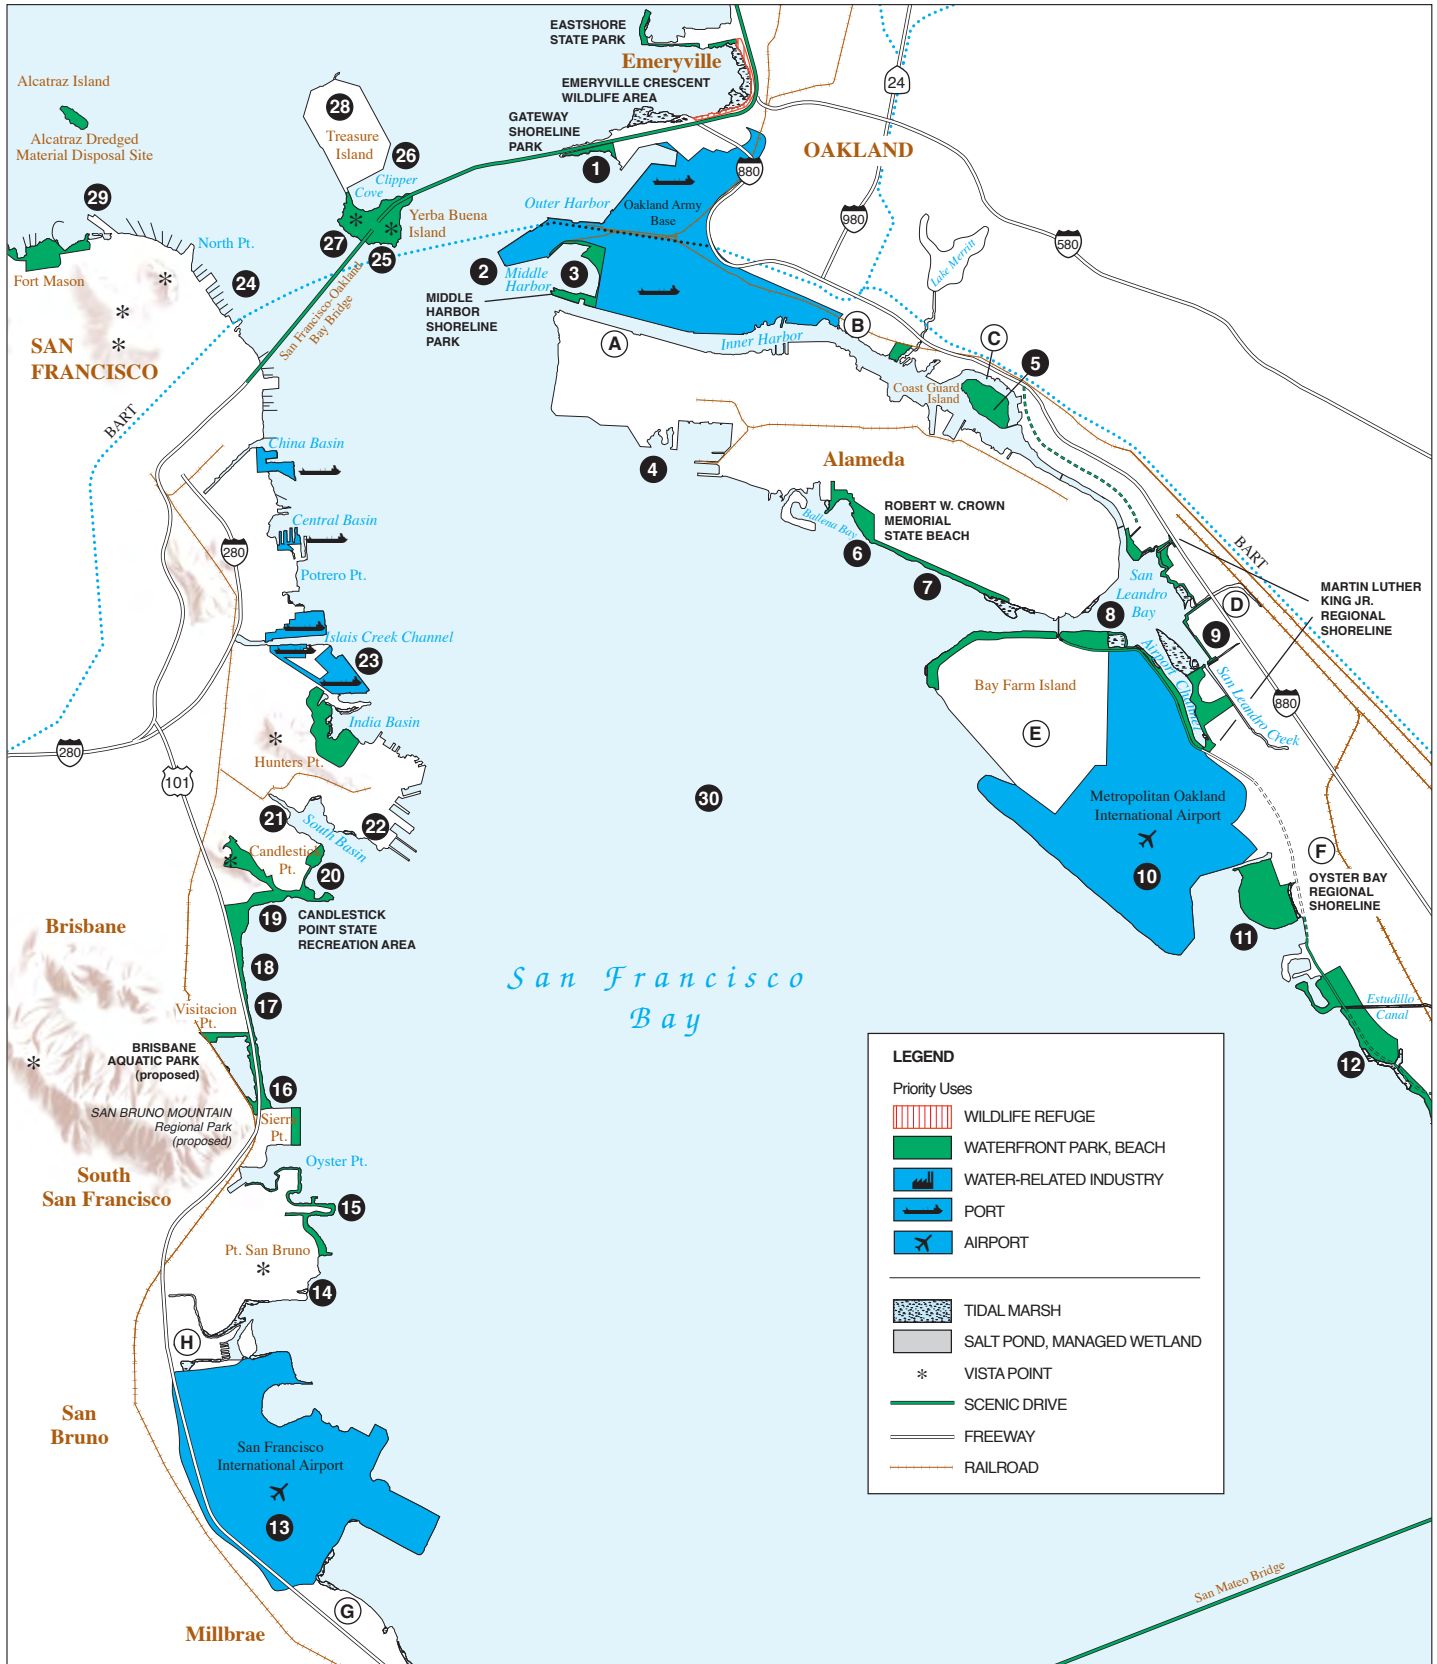 EASTSHORE
STATE PARK
Emeryville
EMERYVILLE CRESCENT
WILDLIFE AREA
GATEWAY
SHORELINE
PARK
1
24
OAKLAND
880
980
580
Alcatraz Island
Alcatraz Dredged
Material Disposal Site
29
28
Treasure
Island
26
Clipper
Cove
Yerba Buena
Island
27
25
North Pt.
24
Fort Mason
SAN
FRANCISCO
San Francisco-Oakland
Bay Bridge
BART
Outer Harbor
Oakland Army
Base
2
Middle
Harbor
3
MIDDLE
HARBOR
SHORELINE
PARK
Lake Merritt
A
Inner Harbor
B
C
5
Coast Guard
Island
China Basin
4
Alameda
Ballena Bay
ROBERT W. CROWN
MEMORIAL
STATE BEACH
6
7
Central Basin
280
Potrero Pt.
Islais Creek Channel
23
India Basin
Hunters Pt.
280
101
BART
San
Leandro
Bay
8
D
9
MARTIN LUTHER
KING JR.
REGIONAL
SHORELINE
Airport Channel
San Leandro Creek
880
Bay Farm Island
E
Metropolitan Oakland
International Airport
10
F
OYSTER BAY
REGIONAL
SHORELINE
11
Estudillo
Canal
12
30
21
South Basin
22
Candlestick
Pt.
20
19
CANDLESTICK
POINT STATE
RECREATION AREA
Brisbane
18
17
Visitacion
Pt.
BRISBANE
AQUATIC PARK
(proposed)
16
SAN BRUNO MOUNTAIN
Regional Park
(proposed)
Sierra
Pt.
Oyster Pt.
South
San Francisco
15
Pt. San Bruno
14
H
San
Bruno
San Francisco
International Airport
13
G
Millbrae
San Francisco
Bay
LEGEND
Priority Uses
WILDLIFE REFUGE
WATERFRONT PARK, BEACH
WATER-RELATED INDUSTRY
PORT
AIRPORT
TIDAL MARSH
SALT POND, MANAGED WETLAND
VISTA POINT
SCENIC DRIVE
FREEWAY
RAILROAD
San Mateo Bridge